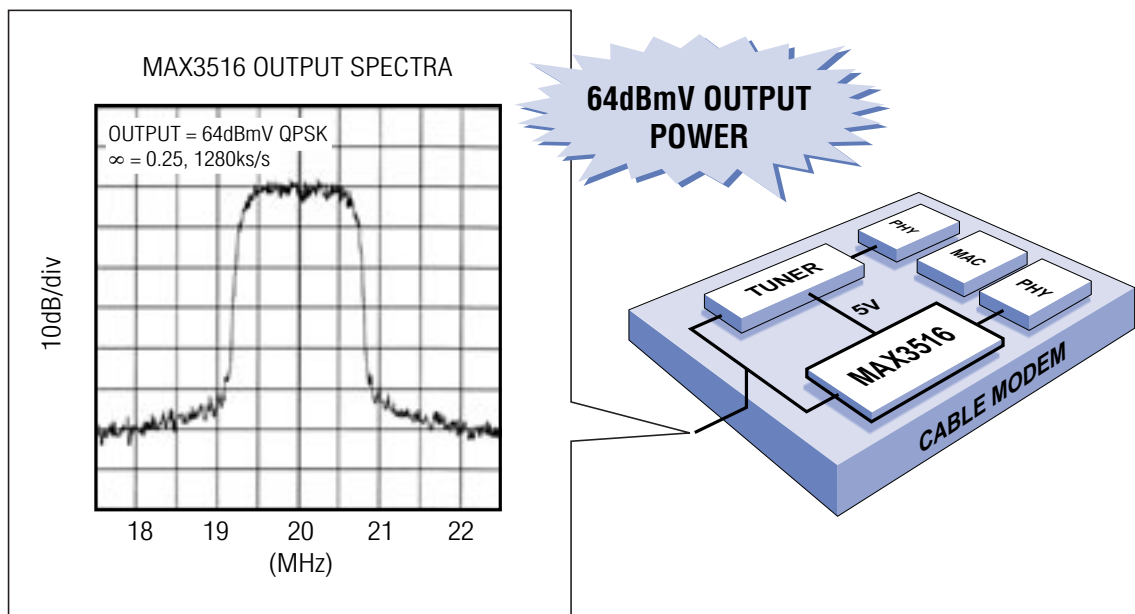 MAX3516 OUTPUT SPECTRA
OUTPUT = 64dBmV QPSK
∞ = 0.25, 1280ks/s
10dB/div
18 19 20 21 22
(MHz)
64dBmV OUTPUT
POWER
PHY
MAC
PHY
TUNER
5V
MAX3516
CABLE MODEM